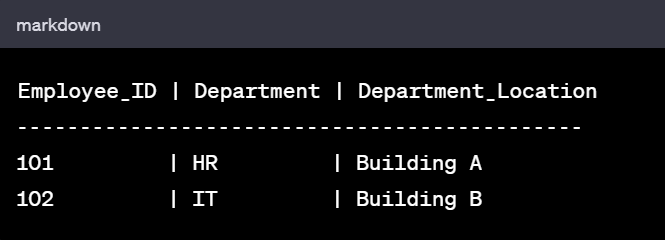 markdown
Employee_ID | Department | Department_Location
---------------------------------------------
101         | HR         | Building A
102         | IT         | Building B